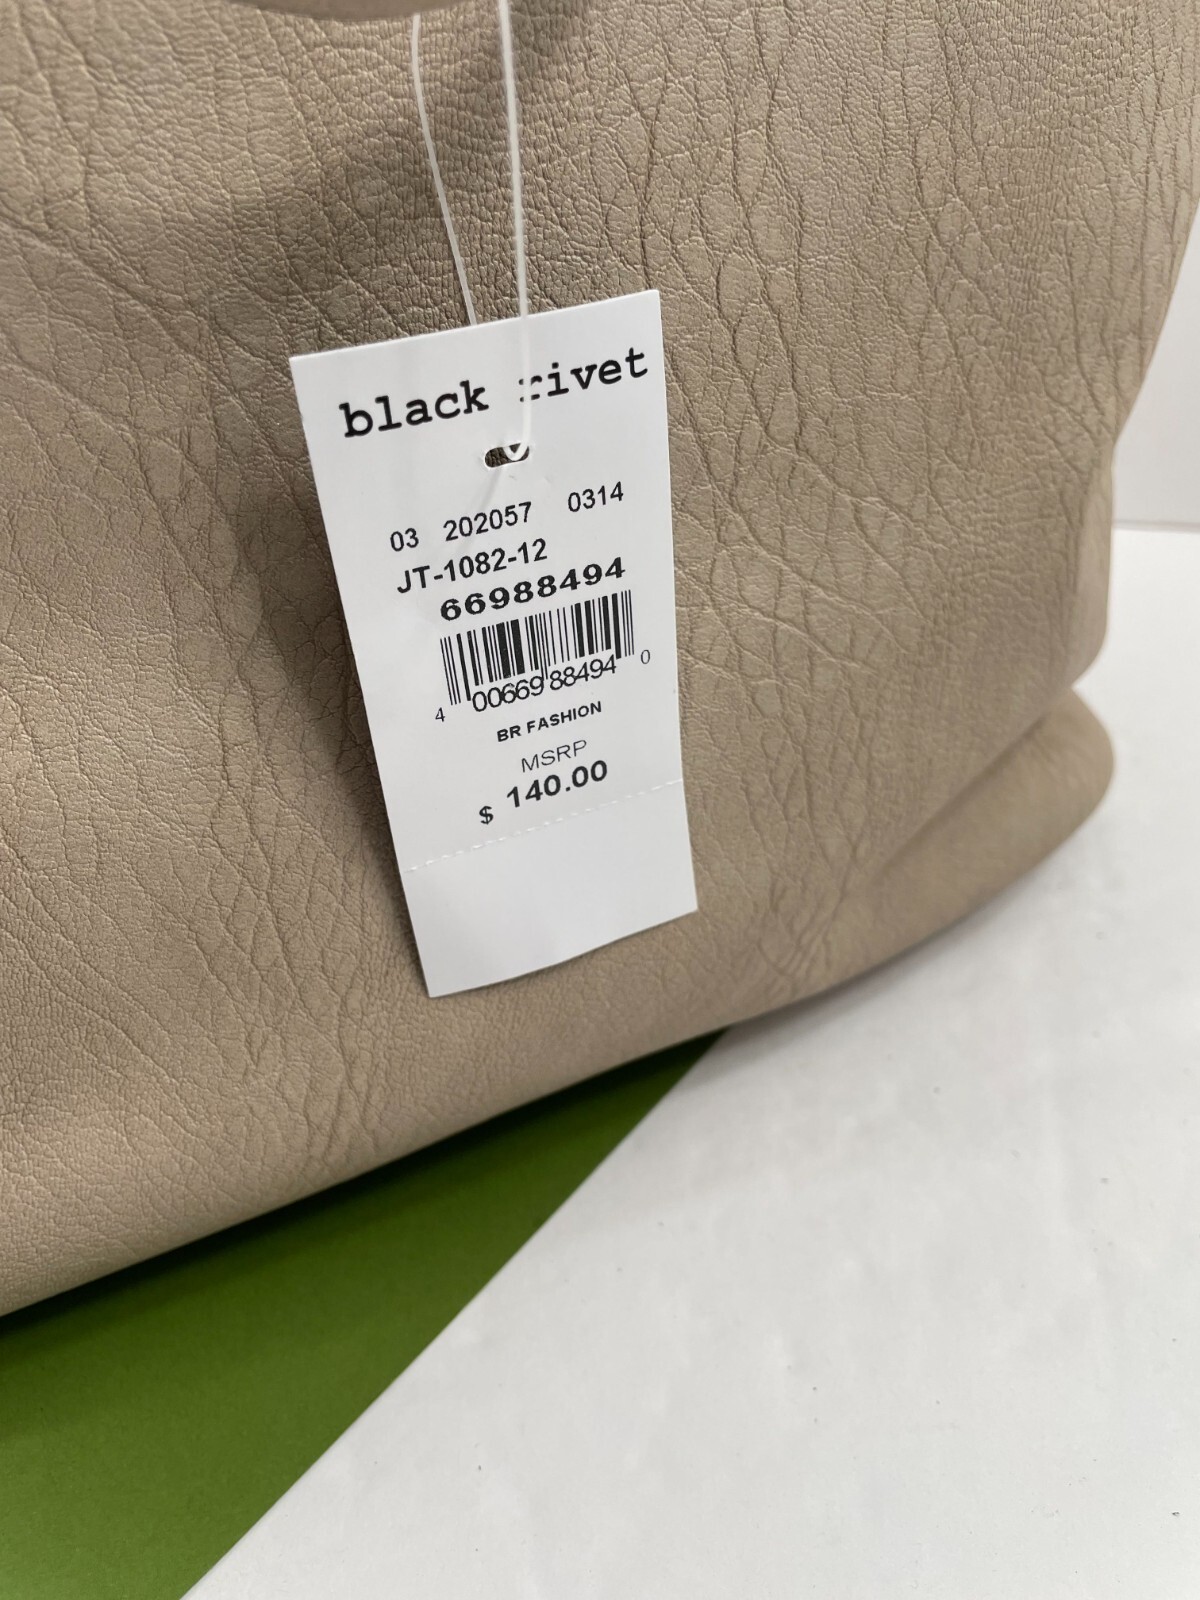 black rivet
03 202057 0314
JT-1082-12
66988494
4 00669 88494 0
BR FASHION
MSRP
$ 140.00